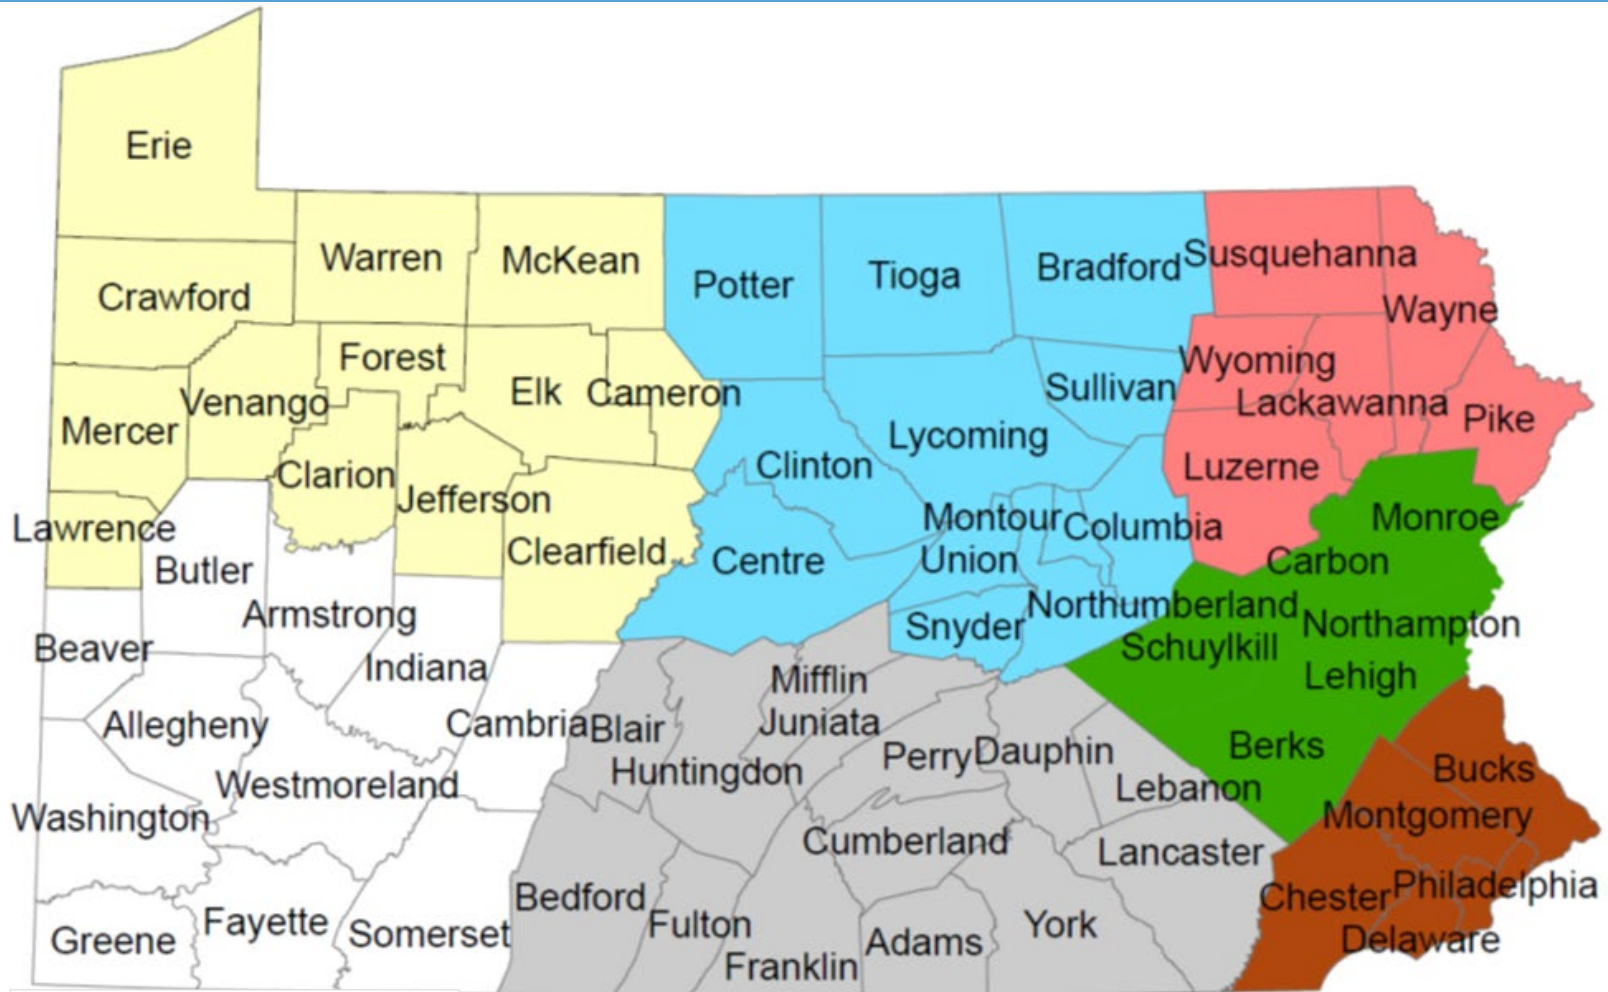 Erie
Warren
McKean
Potter
Tioga
Bradford
Susquehanna
Wayne
Crawford
Forest
Elk
Cameron
Venango
Mercer
Clarion
Jefferson
Lawrence
Clearfield
Clinton
Lycoming
Sullivan
Wyoming
Lackawanna
Pike
Luzerne
Monroe
Montour
Columbia
Centre
Union
Carbon
Snyder
Northumberland
Northampton
Schuylkill
Lehigh
Butler
Armstrong
Beaver
Indiana
Allegheny
Cambria
Blair
Mifflin
Juniata
Huntingdon
Perry
Dauphin
Lebanon
Berks
Bucks
Montgomery
Westmoreland
Washington
Cumberland
Lancaster
Chester
Philadelphia
Delaware
Greene
Fayette
Somerset
Bedford
Fulton
Franklin
Adams
York